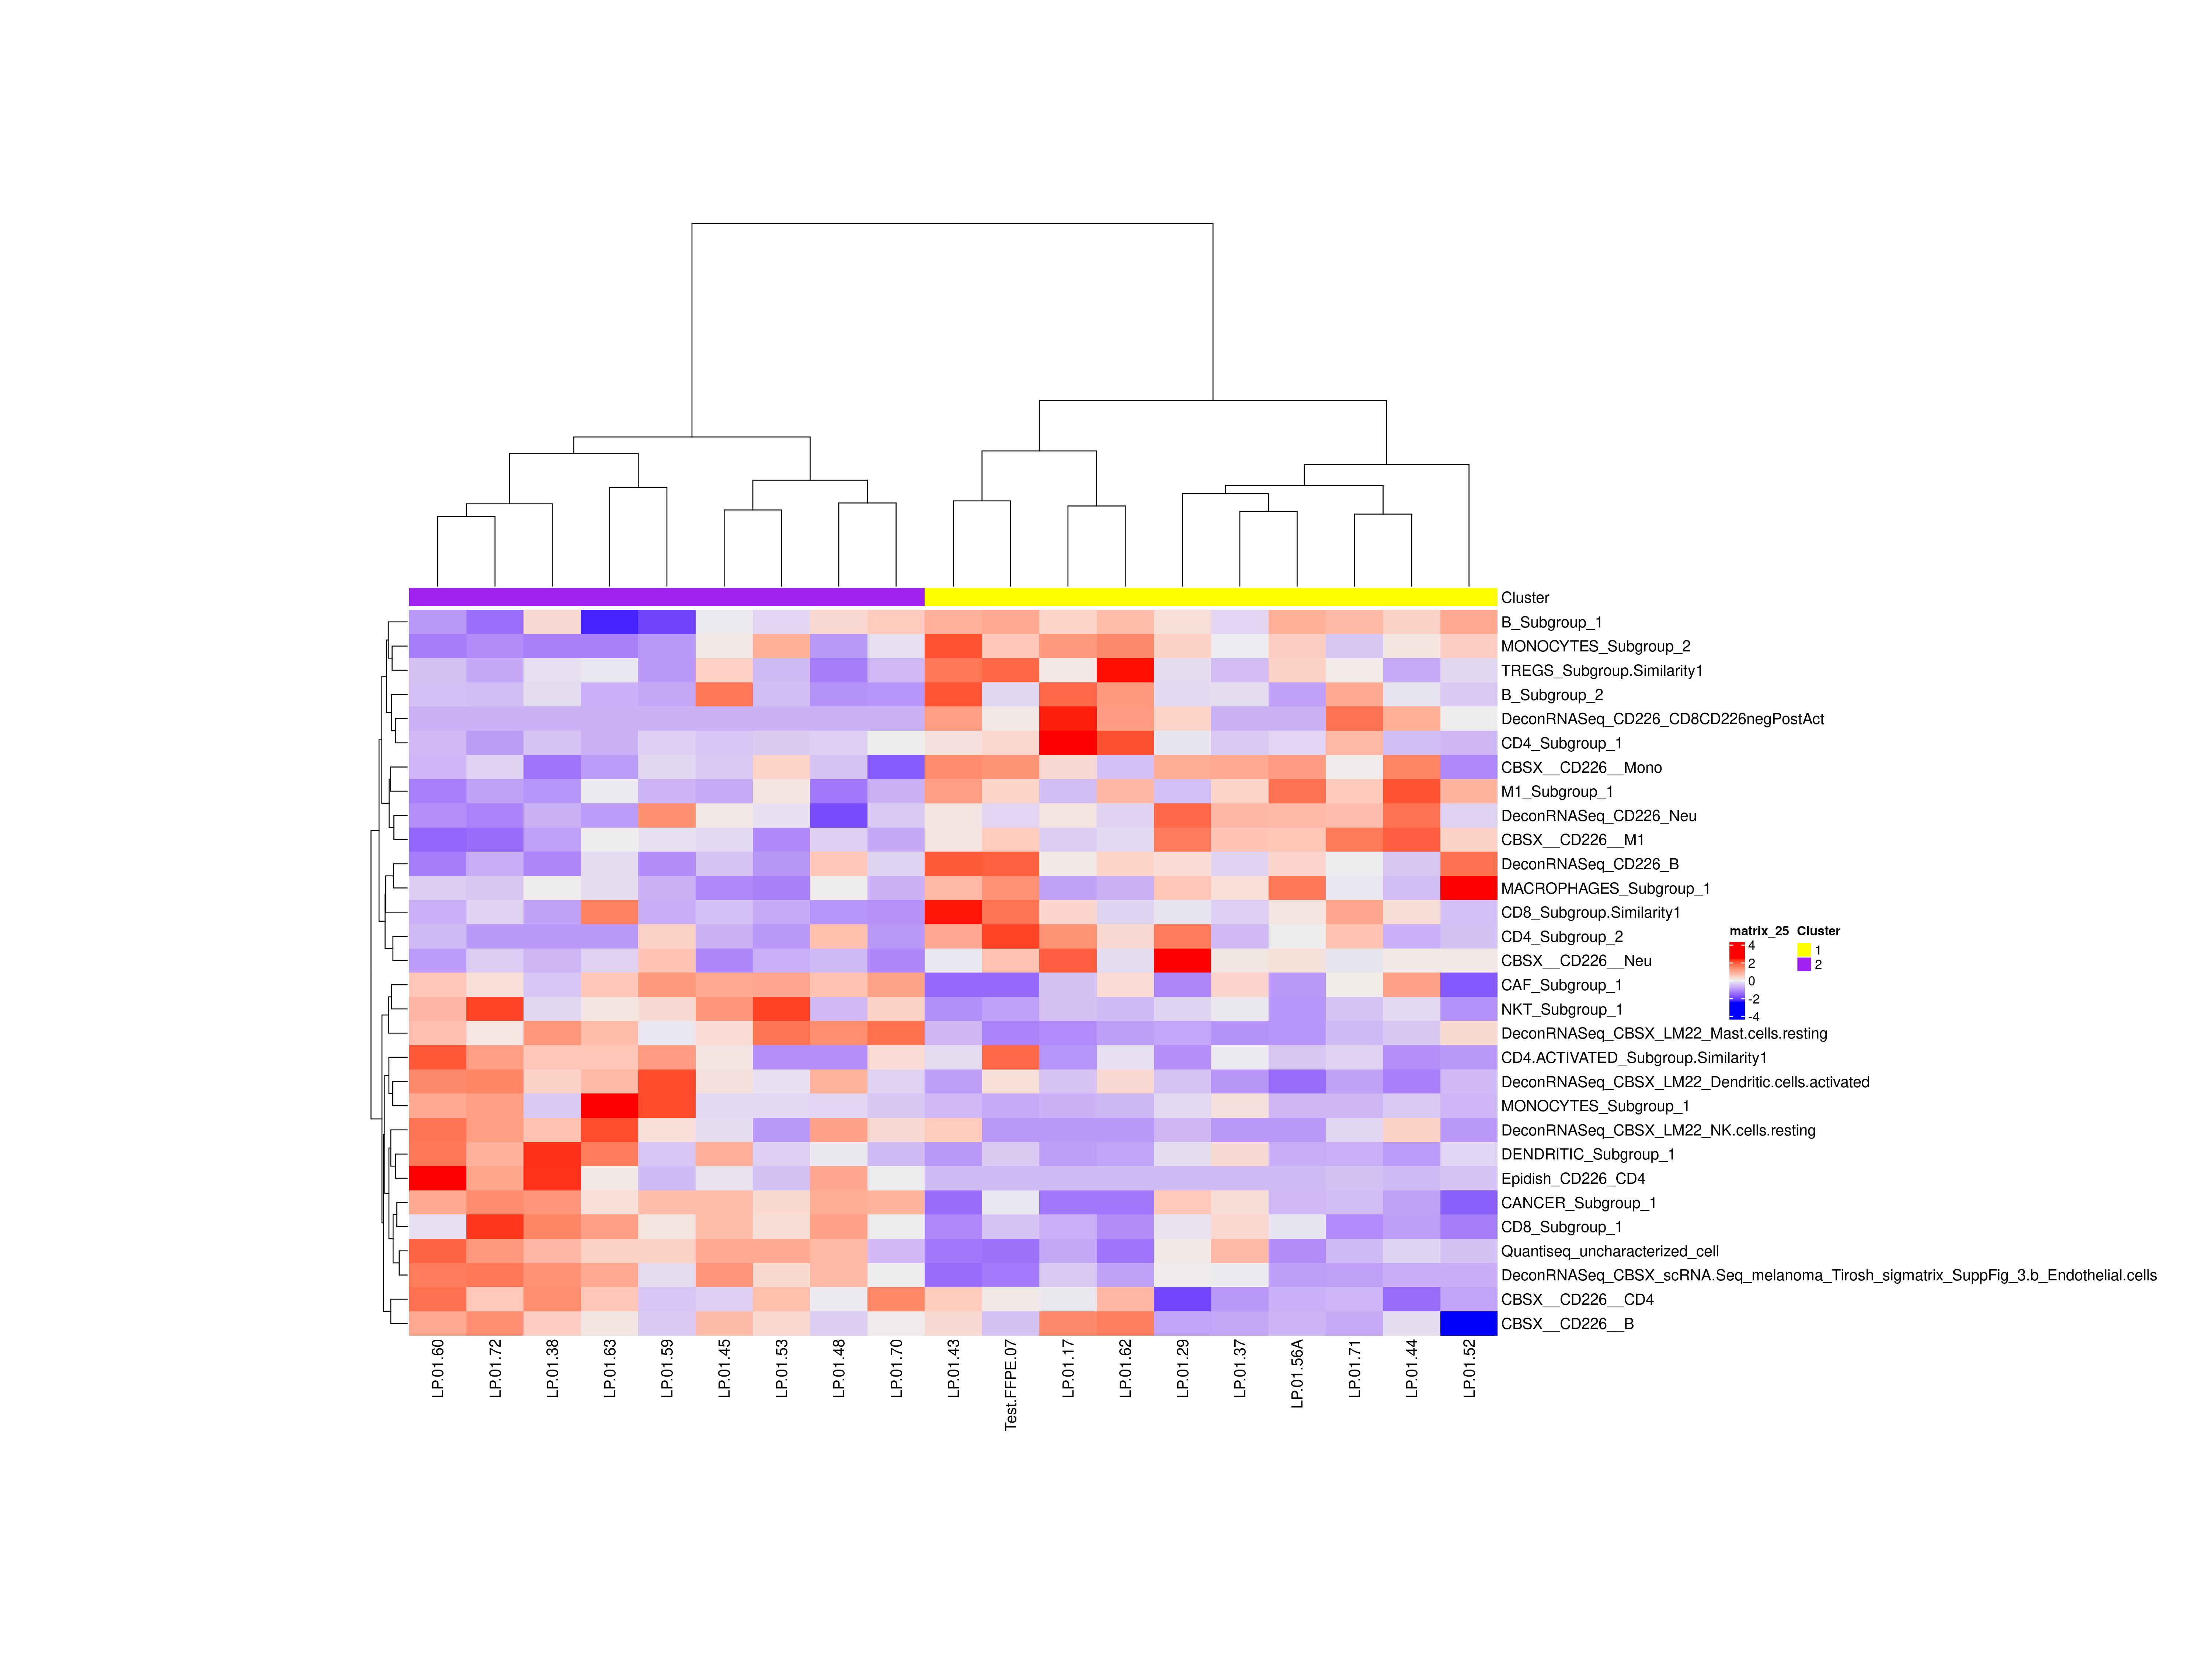 Cluster
B_Subgroup_1
MONOCYTES_Subgroup_2
TREGS_Subgroup.Similarity1
B_Subgroup_2
DeconRNASeq_CD226_CD8CD226negPostAct
CD4_Subgroup_1
CBSX__CD226__Mono
M1_Subgroup_1
DeconRNASeq_CD226_Neu
CBSX__CD226__M1
DeconRNASeq_CD226_B
MACROPHAGES_Subgroup_1
CD8_Subgroup.Similarity1
CD4_Subgroup_2
CBSX__CD226__Neu
CAF_Subgroup_1
NKT_Subgroup_1
DeconRNASeq_CBSX_LM22_Mast.cells.resting
CD4.ACTIVATED_Subgroup.Similarity1
DeconRNASeq_CBSX_LM22_Dendritic.cells.activated
MONOCYTES_Subgroup_1
DeconRNASeq_CBSX_LM22_NK.cells.resting
DENDRITIC_Subgroup_1
Epidish_CD226_CD4
CANCER_Subgroup_1
CD8_Subgroup_1
Quantiseq_uncharacterized_cell
DeconRNASeq_CBSX_scRNA.Seq_melanoma_Tirosh_sigmatrix_SuppFig_3.b_Endothelial.cells
CBSX__CD226__CD4
CBSX__CD226__B
LP.01.60
LP.01.72
LP.01.38
LP.01.63
LP.01.59
LP.01.45
LP.01.53
LP.01.48
LP.01.70
LP.01.43
Test.FFPE.07
LP.01.17
LP.01.62
LP.01.29
LP.01.37
LP.01.56A
LP.01.71
LP.01.44
LP.01.52
matrix_25
4
2
0
-2
-4
Cluster
1
2